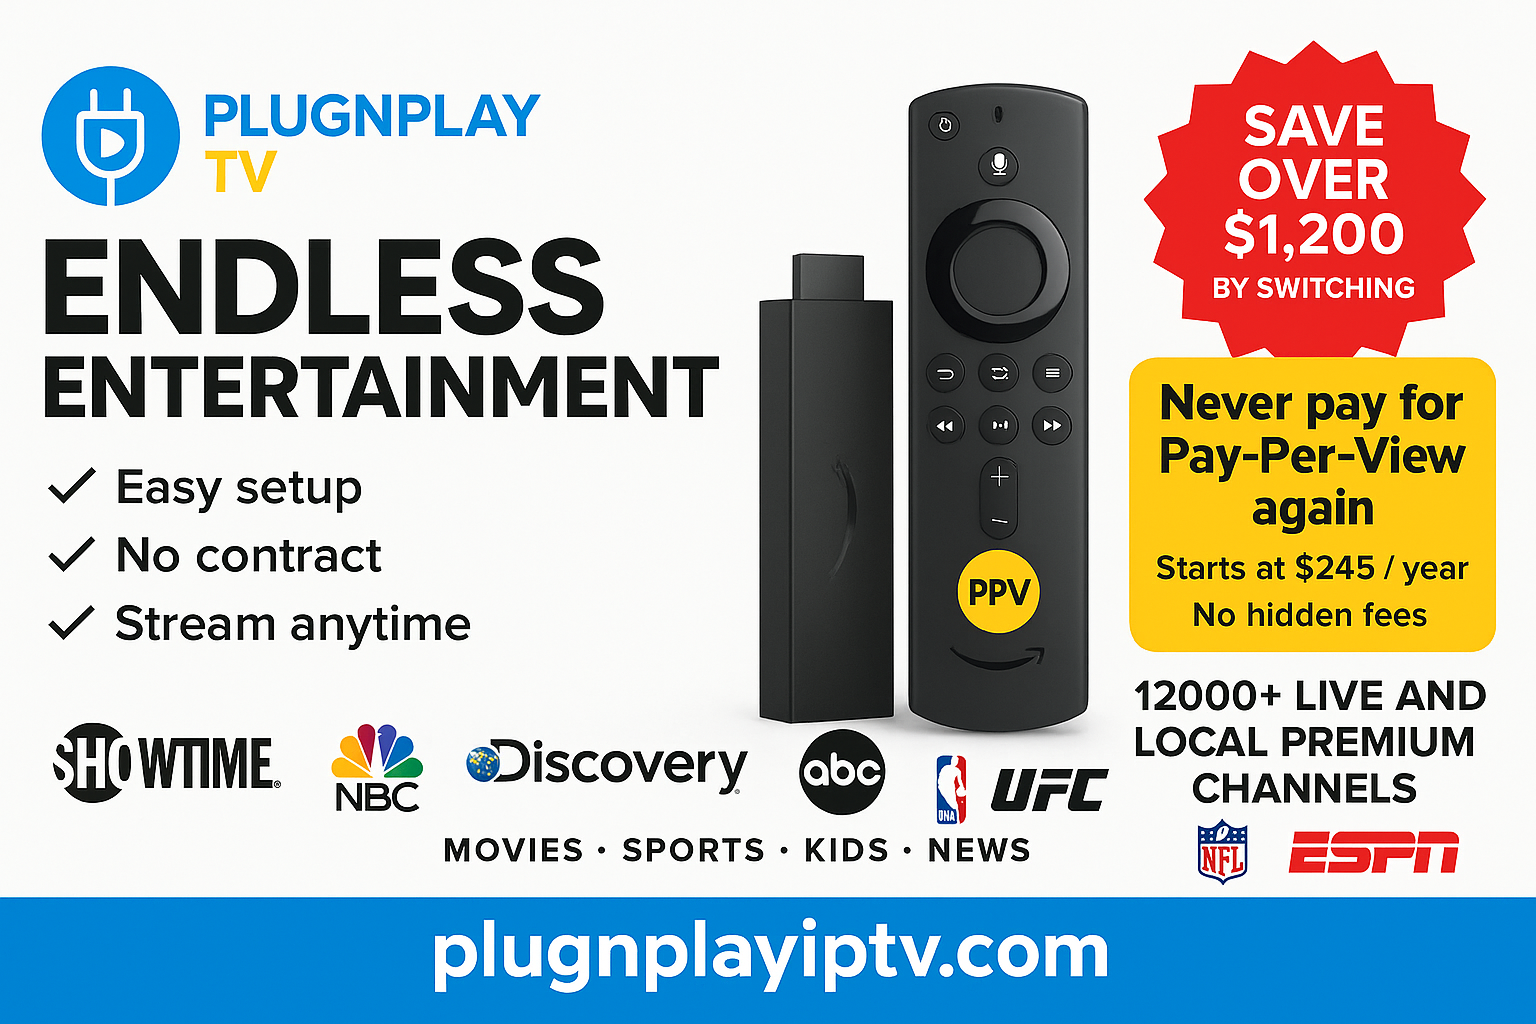 PLUGNPLAY
TV
ENDLESS
ENTERTAINMENT
Easy setup
No contract
Stream anytime
PPV
SAVE
OVER
$1,200
BY SWITCHING
Never pay for
Pay-Per-View
again
Starts at $245 / year
No hidden fees
12000+ LIVE AND
LOCAL PREMIUM
CHANNELS
SHOWTIME®
NBC
Discovery
abc
UNA
UFC
NFL
ESPN
MOVIES · SPORTS · KIDS · NEWS
plugnplayiptv.com